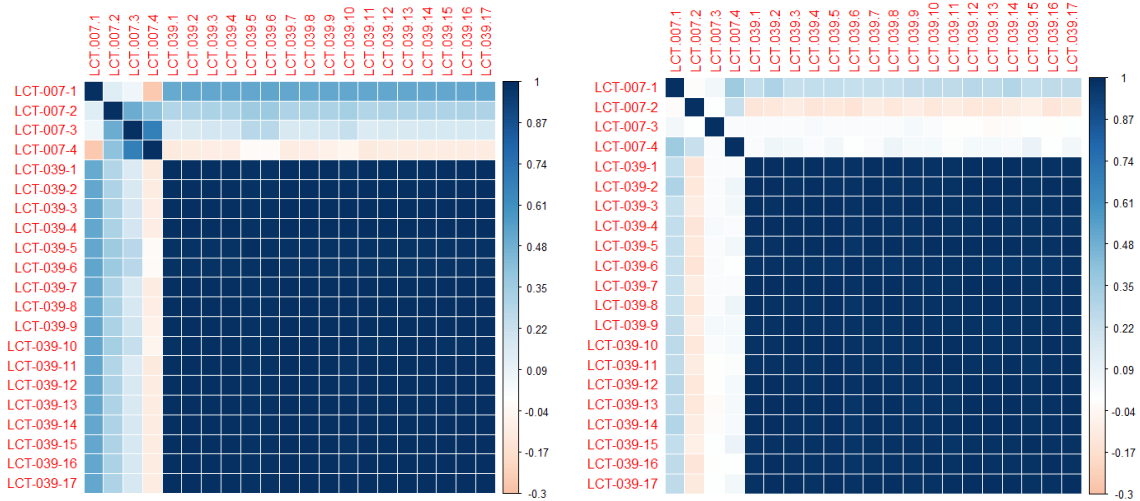 LCT.007.1
LCT.007.2
LCT.007.3
LCT.007.4
LCT.039.1
LCT.039.2
LCT.039.3
LCT.039.4
LCT.039.5
LCT.039.6
LCT.039.7
LCT.039.8
LCT.039.9
LCT.039.10
LCT.039.11
LCT.039.12
LCT.039.13
LCT.039.14
LCT.039.15
LCT.039.16
LCT.039.17
LCT-007-1
LCT-007-2
LCT-007-3
LCT-007-4
LCT-039-1
LCT-039-2
LCT-039-3
LCT-039-4
LCT-039-5
LCT-039-6
LCT-039-7
LCT-039-8
LCT-039-9
LCT-039-10
LCT-039-11
LCT-039-12
LCT-039-13
LCT-039-14
LCT-039-15
LCT-039-16
LCT-039-17
1
0.87
0.74
0.61
0.48
0.35
0.22
0.09
-0.04
-0.17
-0.3
LCT.007.1
LCT.007.2
LCT.007.3
LCT.007.4
LCT.039.1
LCT.039.2
LCT.039.3
LCT.039.4
LCT.039.5
LCT.039.6
LCT.039.7
LCT.039.8
LCT.039.9
LCT.039.10
LCT.039.11
LCT.039.12
LCT.039.13
LCT.039.14
LCT.039.15
LCT.039.16
LCT.039.17
LCT-007-1
LCT-007-2
LCT-007-3
LCT-007-4
LCT-039-1
LCT-039-2
LCT-039-3
LCT-039-4
LCT-039-5
LCT-039-6
LCT-039-7
LCT-039-8
LCT-039-9
LCT-039-10
LCT-039-11
LCT-039-12
LCT-039-13
LCT-039-14
LCT-039-15
LCT-039-16
LCT-039-17
1
0.87
0.74
0.61
0.48
0.35
0.22
0.09
-0.04
-0.17
-0.3